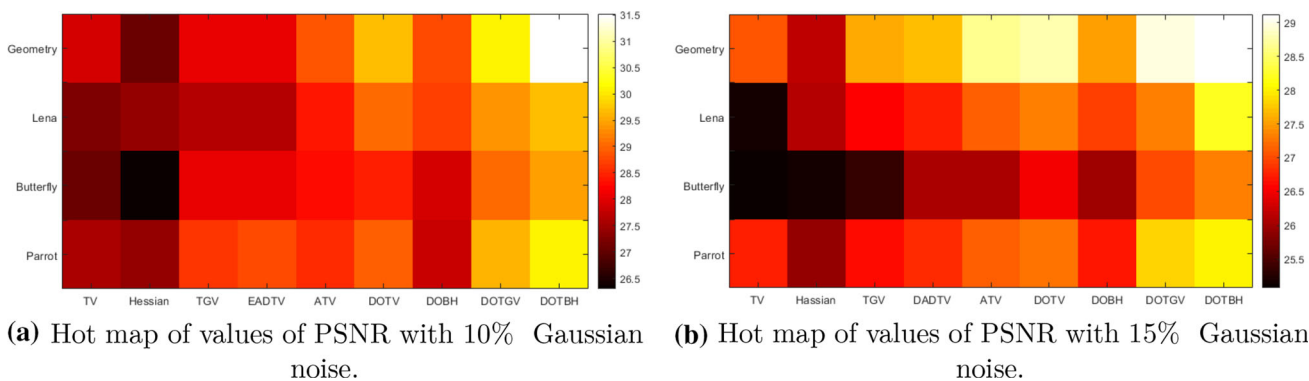 Geometry
Lena
Butterfly
Parrot
TV Hessian TGV EADTV ATV DOTV DOBH DOTGV DOTBH
31.5
31
30.5
30
29.5
29
28.5
28
27.5
27
26.5
(a) Hot map of values of PSNR with 10% Gaussian
noise.
Geometry
Lena
Butterfly
Parrot
TV Hassian TGV DADTV ATV DOTV DOBH DOTGV DOTBH
29
28.5
28
27.5
27
26.5
26
25.5
(b) Hot map of values of PSNR with 15% Gaussian
noise.